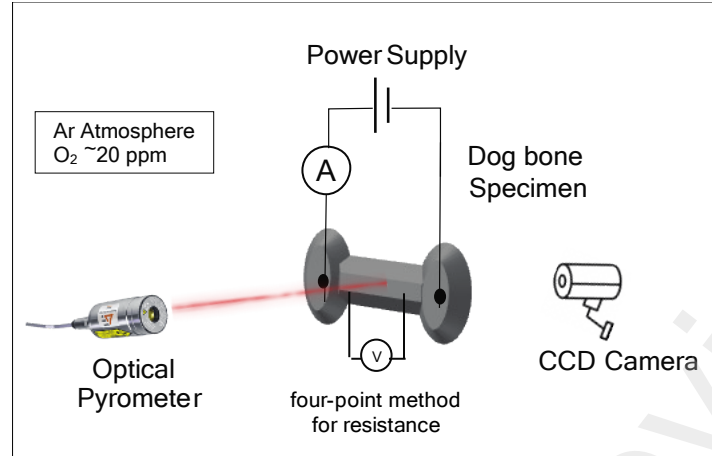 Power Supply
Ar Atmosphere
O₂ ~20 ppm
A
Dog bone
Specimen
V
Optical
Pyrometer
CCD Camera
four-point method
for resistance